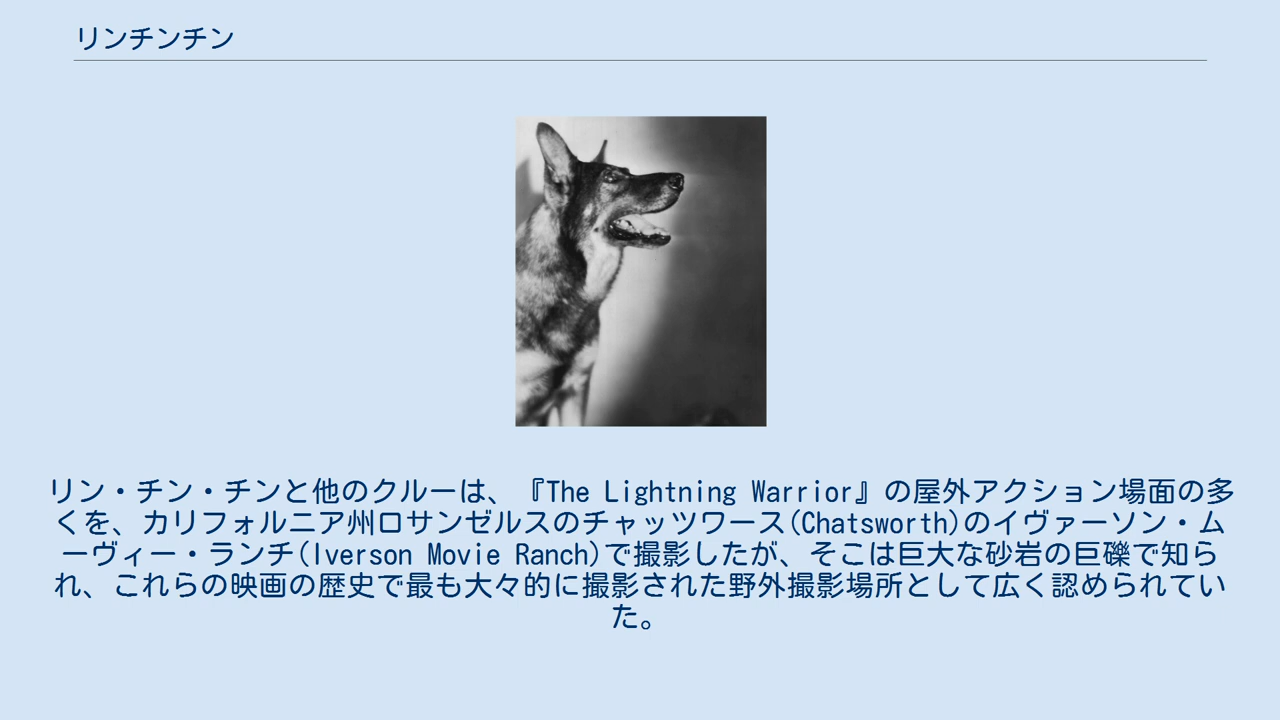 リンチンチン
リン・チン・チンと他のクルーは、『The Lightning Warrior』の屋外アクション場面の多
くを、カリフォルニア州ロサンゼルスのチャッツワース(Chatsworth)のイヴァーソン・ム
ーヴィー・ランチ(Iverson Movie Ranch)で撮影したが、そこは巨大な砂岩の巨礫で知ら
れ、これらの映画の歴史で最も大々的に撮影された野外撮影場所として広く認められてい
た。